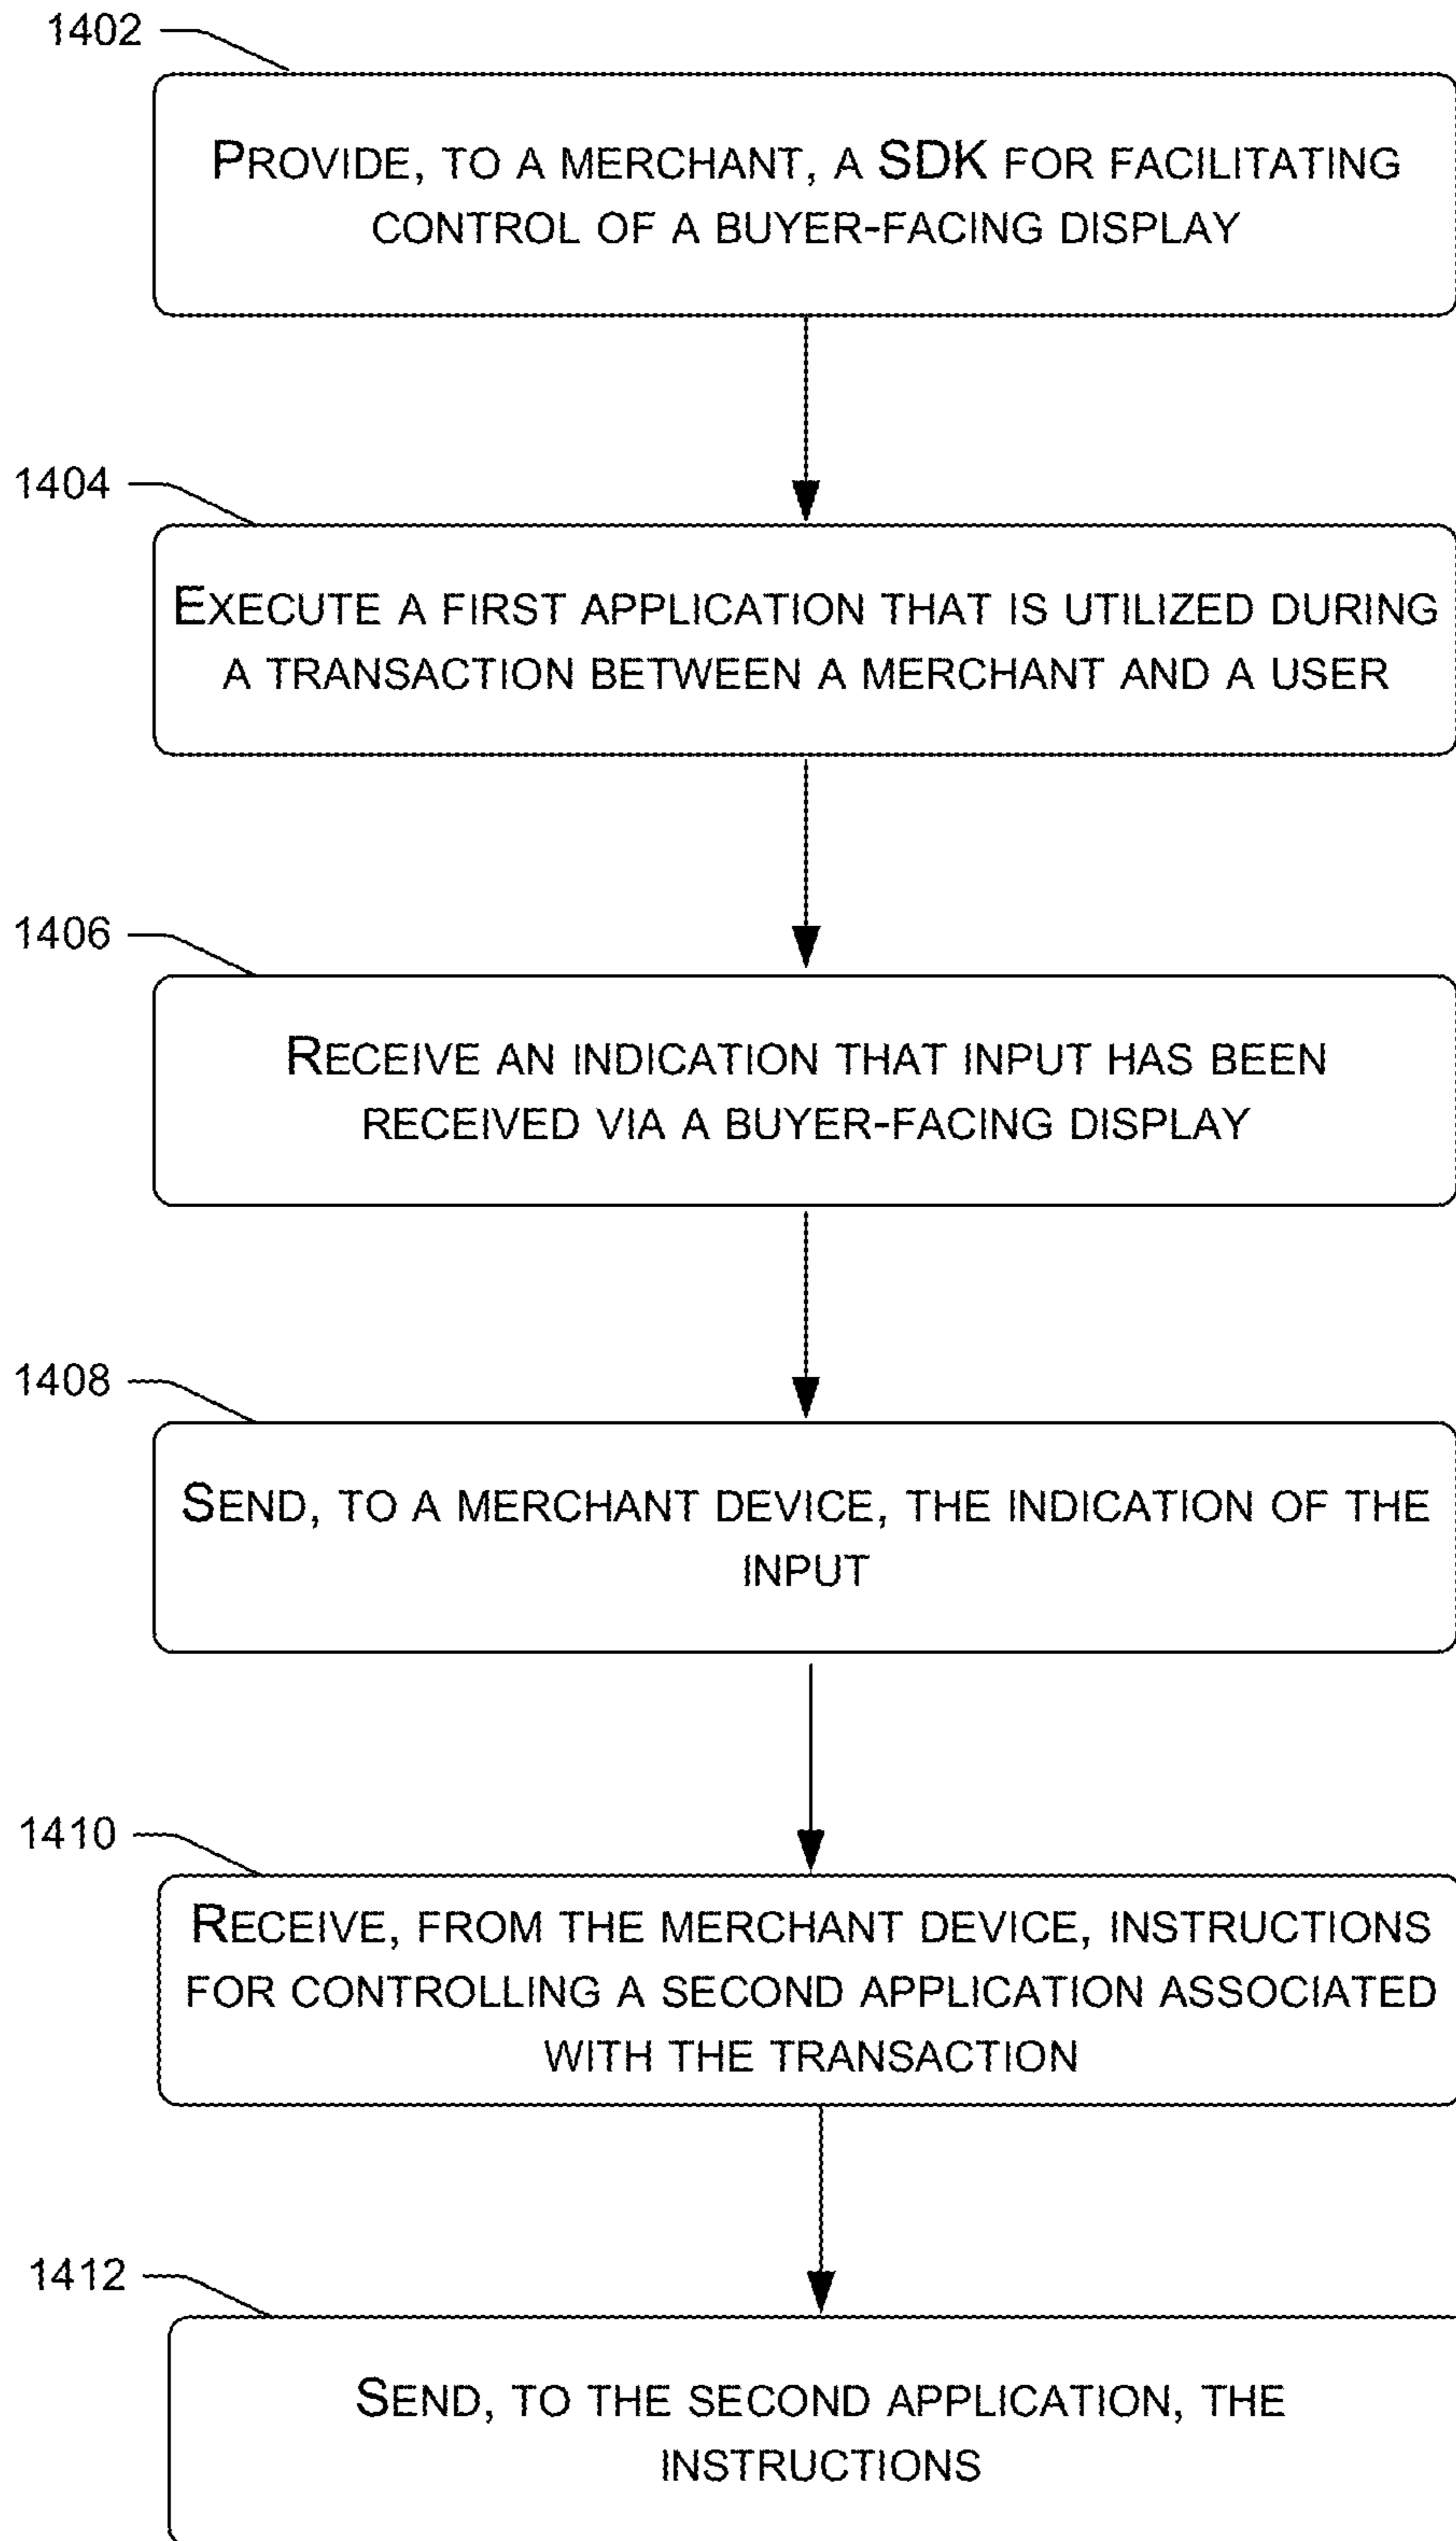 1402
PROVIDE, TO A MERCHANT, A SDK FOR FACILITATING
CONTROL OF A BUYER-FACING DISPLAY
1404
EXECUTE A FIRST APPLICATION THAT IS UTILIZED DURING
A TRANSACTION BETWEEN A MERCHANT AND A USER
1406
RECEIVE AN INDICATION THAT INPUT HAS BEEN
RECEIVED VIA A BUYER-FACING DISPLAY
1408
SEND, TO A MERCHANT DEVICE, THE INDICATION OF THE
INPUT
1410
RECEIVE, FROM THE MERCHANT DEVICE, INSTRUCTIONS
FOR CONTROLLING A SECOND APPLICATION ASSOCIATED
WITH THE TRANSACTION
1412
SEND, TO THE SECOND APPLICATION, THE
INSTRUCTIONS